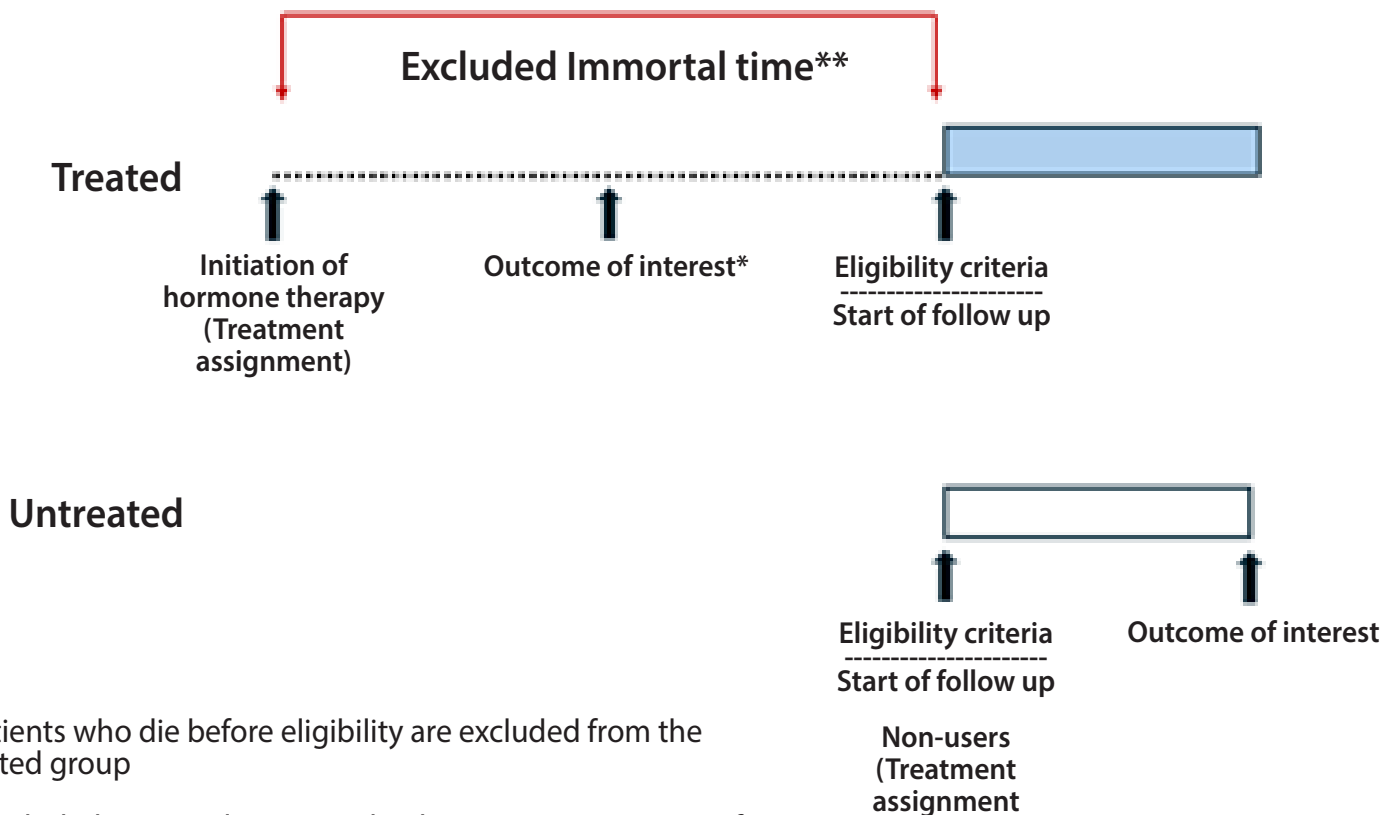 Excluded Immortal time**
Treated
Initiation of
hormone therapy
(Treatment
assignment)
Outcome of interest*
Eligibility criteria
----------------------
Start of follow up
Untreated
Eligibility criteria
----------------------
Start of follow up
Outcome of interest
Non-users
(Treatment
assignment
tients who die before eligibility are excluded from the
ted group